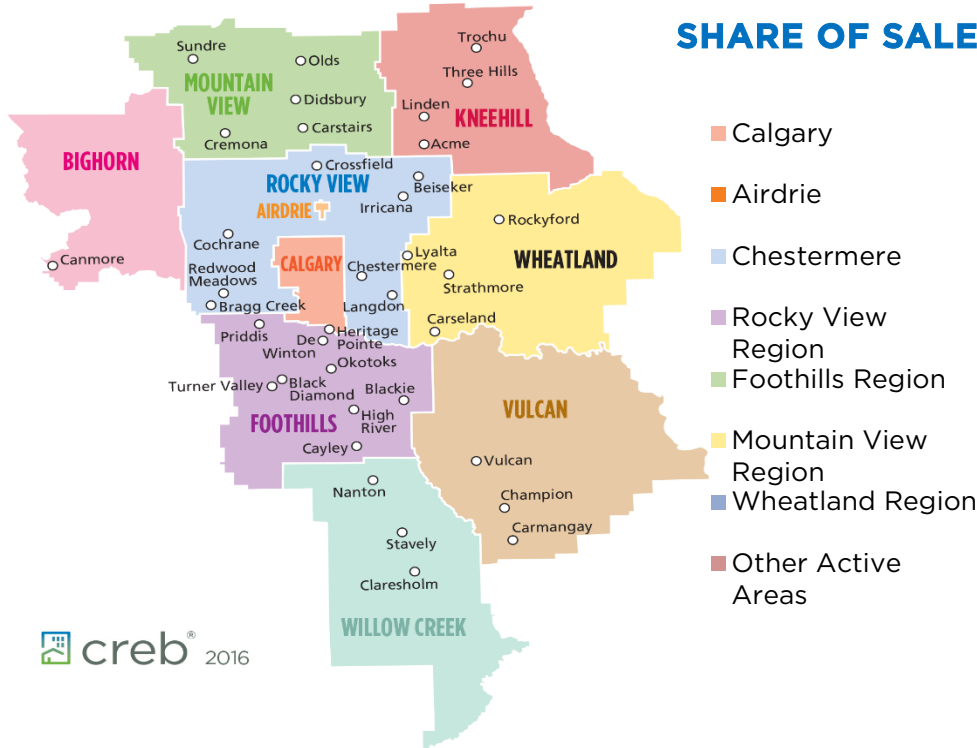 SHARE OF SALE
Sundre
Olds
MOUNTAIN
VIEW
Didsbury
Carstairs
Cremona
Trochu
Three Hills
Linden
KNEEHILL
Acme
BIGHORN
Canmore
Crossfield
ROCKY VIEW
Beiseker
AIRDRIE
Irricana
Cochrane
Redwood
Meadows
Bragg Creek
CALGARY
Chestermere
Langdon
Rockyford
Lyalta
WHEATLAND
Strathmore
Carseland
Priddis
De
Winton
Heritage
Pointe
Okotoks
Turner Valley
Black
Diamond
Blackie
FOOTHILLS
High
River
Cayley
VULCAN
Vulcan
Champion
Carmangay
Nanton
Stavely
Claresholm
WILLOW CREEK
creb® 2016
Calgary
Airdrie
Chestermere
Rocky View
Region
Foothills Region
Mountain View
Region
Wheatland Region
Other Active
Areas